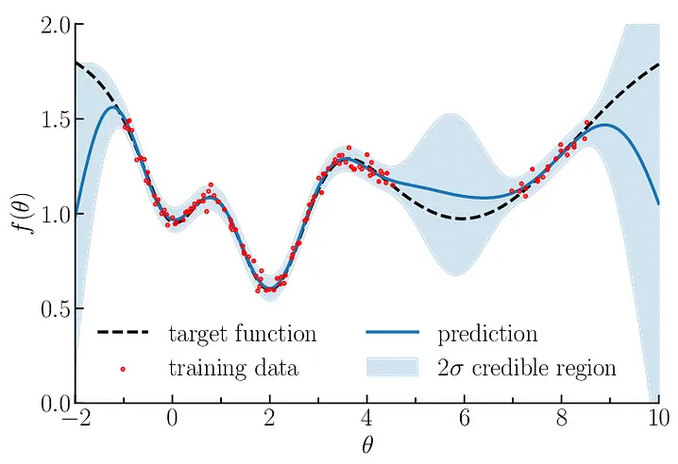 2.0
1.5
1.0
0.5
0.0
f(θ)
target function
prediction
training data
2σ credible region
−2 0 2 4 6 8 10
θ